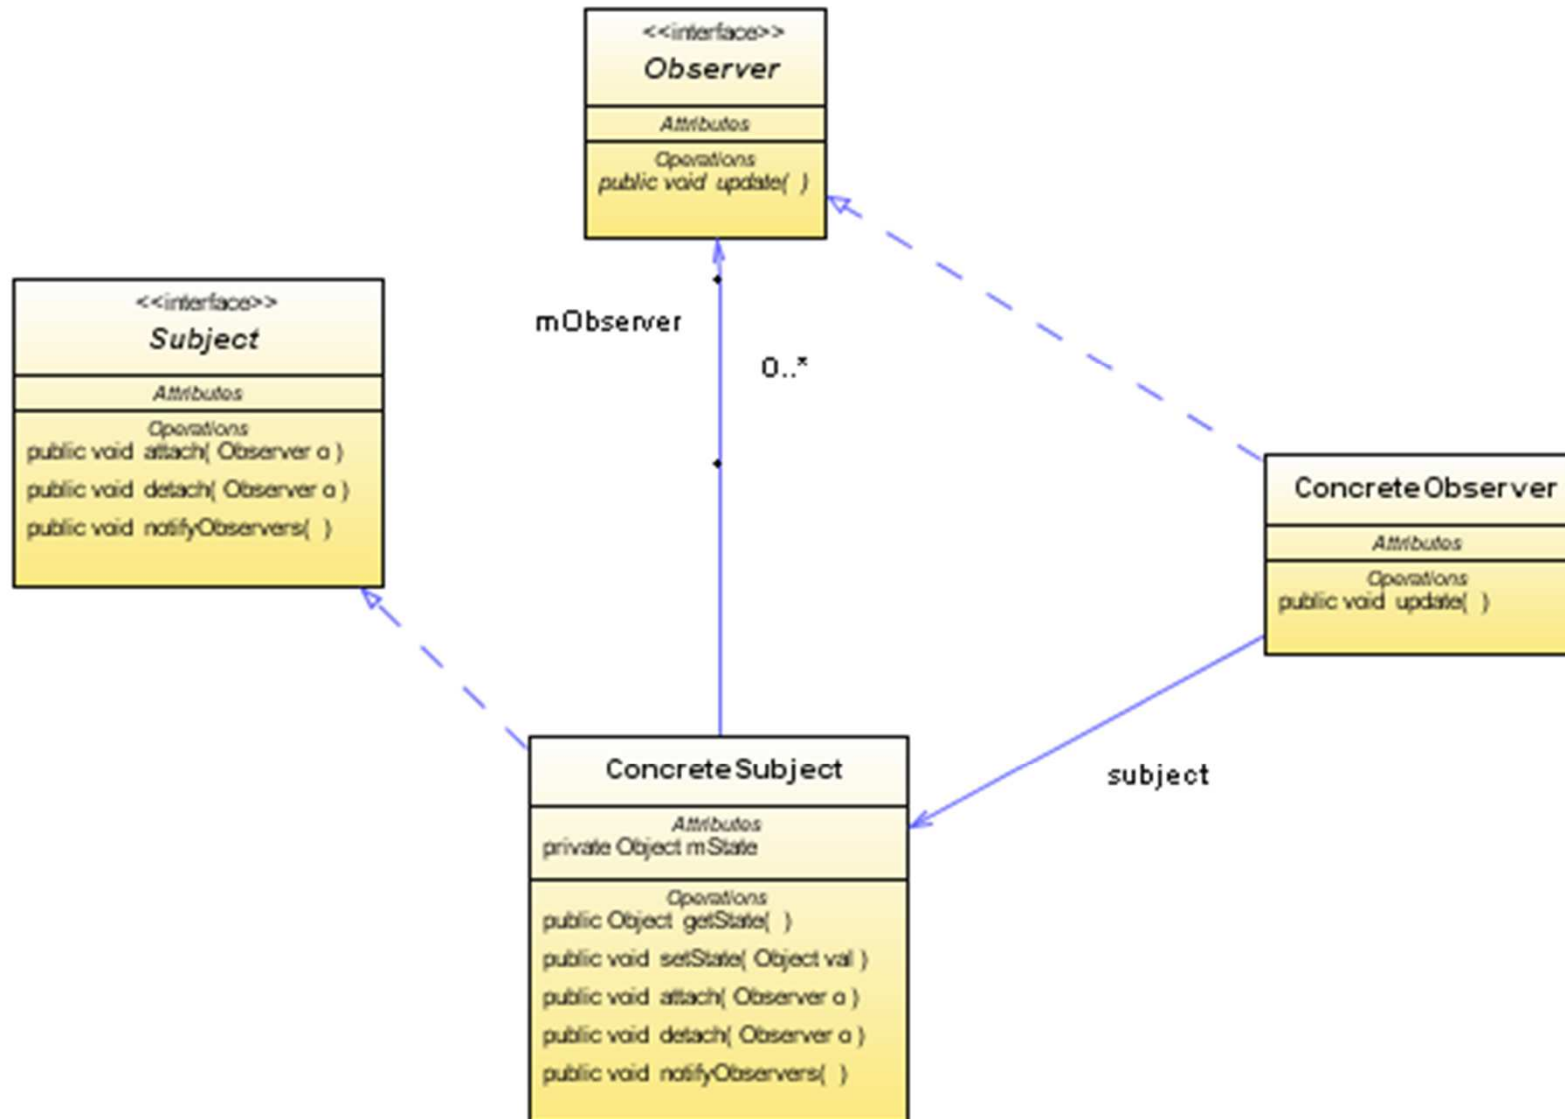 <<interface>>
Observer
Attributes
Operations
public void update( )
<<interface>>
Subject
Attributes
Operations
public void attach( Observer o )
public void detach( Observer o )
public void notifyObservers( )
mObserver
0..*
ConcreteObserver
Attributes
Operations
public void update( )
subject
ConcreteSubject
Attributes
private Object mState
Operations
public Object getState( )
public void setState( Object val )
public void attach( Observer o )
public void detach( Observer o )
public void notifyObservers( )